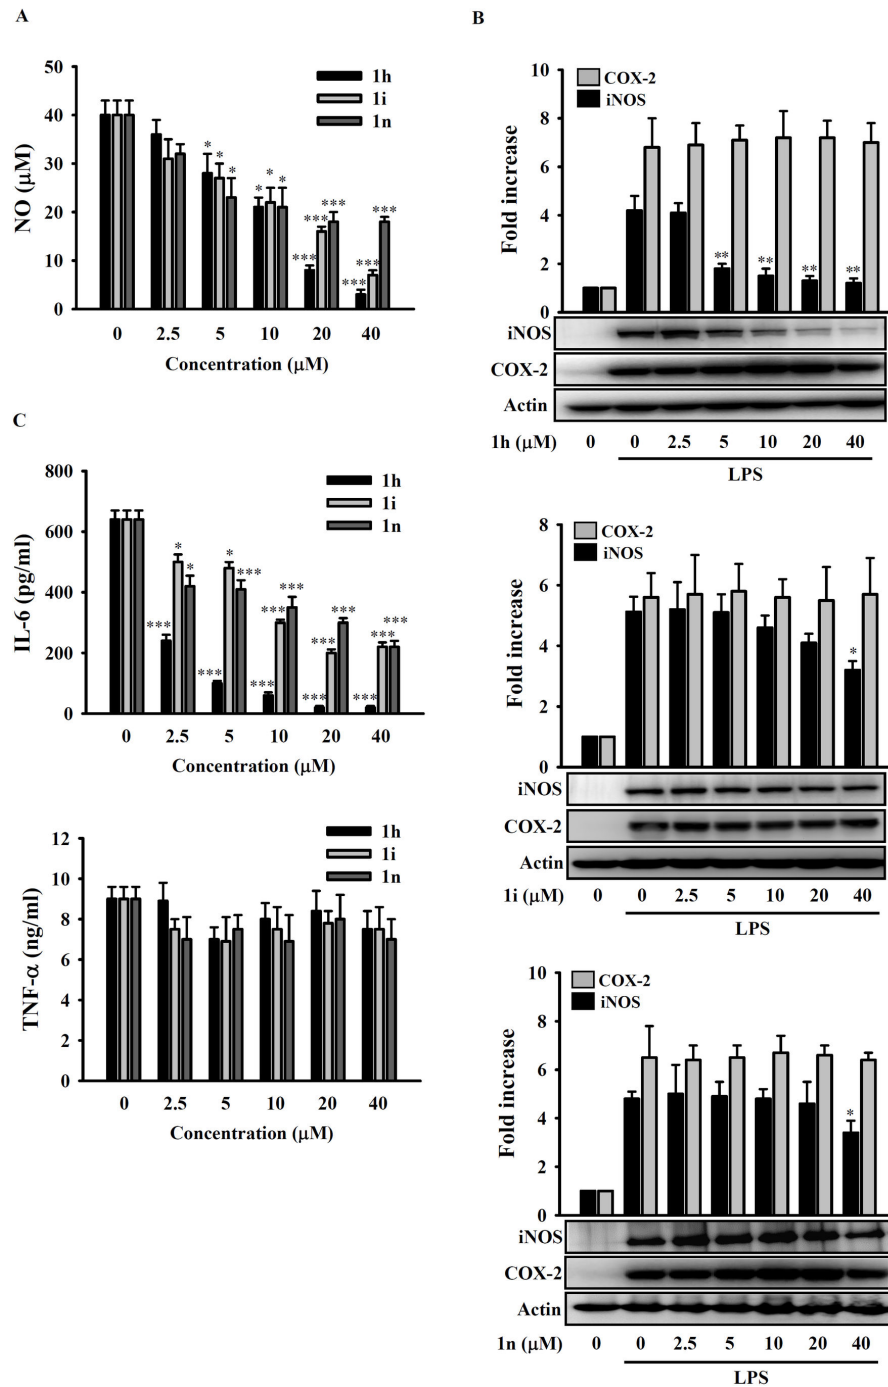 A
50
40
30
20
10
0
NO (μM)
1h
1i
1n
* * *
* * *
*** *** ***
*** *** ***
0 2.5 5 10 20 40
Concentration (μM)
B
10
8
6
4
2
0
Fold increase
COX-2
iNOS
** ** ** **
iNOS
COX-2
Actin
1h (μM) 0 0 2.5 5 10 20 40
LPS
C
800
600
400
200
0
IL-6 (pg/ml)
1h
1i
1n
*** * *
*** * ***
*** *** ***
*** *** ***
*** *** ***
0 2.5 5 10 20 40
Concentration (μM)
10
8
6
4
2
0
Fold increase
COX-2
iNOS
*
iNOS
COX-2
Actin
1i (μM) 0 0 2.5 5 10 20 40
LPS
12
10
8
6
4
2
0
TNF-α (ng/ml)
1h
1i
1n
0 2.5 5 10 20 40
Concentration (μM)
10
8
6
4
2
0
Fold increase
COX-2
iNOS
*
iNOS
COX-2
Actin
1n (μM) 0 0 2.5 5 10 20 40
LPS